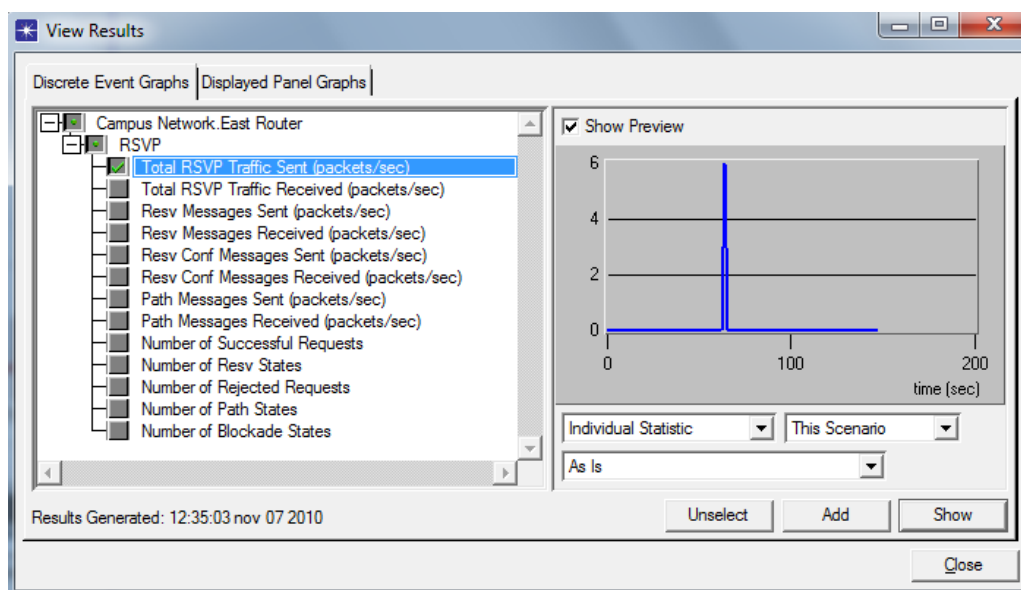 View Results
Discrete Event Graphs Displayed Panel Graphs
Campus Network.East Router
RSVP
Total RSVP Traffic Sent (packets/sec)
Total RSVP Traffic Received (packets/sec)
Resv Messages Sent (packets/sec)
Resv Messages Received (packets/sec)
Resv Conf Messages Sent (packets/sec)
Resv Conf Messages Received (packets/sec)
Path Messages Sent (packets/sec)
Path Messages Received (packets/sec)
Number of Successful Requests
Number of Resv States
Number of Rejected Requests
Number of Path States
Number of Blockade States
Show Preview
6
4
2
0
0 100 200
time (sec)
Individual Statistic This Scenario
As Is
Results Generated: 12:35:03 nov 07 2010
Unselect Add Show
Close